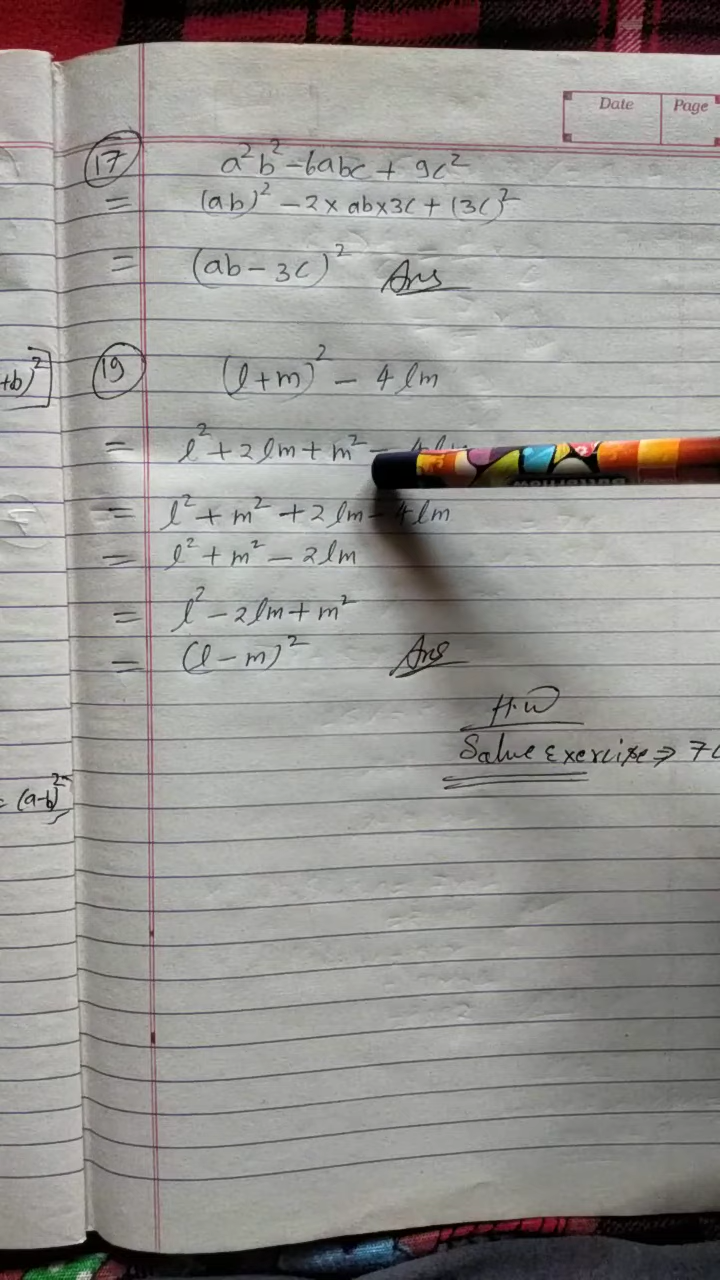 Date Page
17 a²b² - 6abc + 9c²
= (ab)² - 2 × ab × 3c + (3c)²
= (ab - 3c)² Ans
+b)²
19 (l+m)² - 4lm
= l² + 2lm + m² - 4lm
= l² + m² + 2lm - 4lm
= l² + m² - 2lm
= l² - 2lm + m²
= (l - m)² Ans
H.W
Solve Exercise ⇒ 7
= (a-b)²